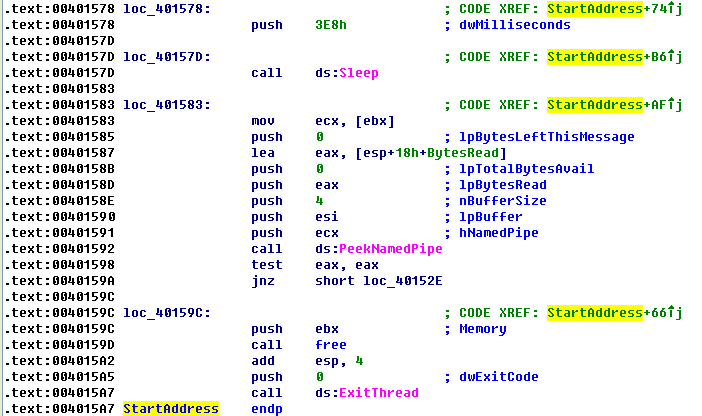 .text:00401578 loc_401578: ; CODE XREF: StartAddress+74↑j
.text:00401578 push 3E8h ; dwMilliseconds
.text:0040157D
.text:0040157D loc_40157D: ; CODE XREF: StartAddress+B6↑j
.text:0040157D call ds:Sleep
.text:00401583
.text:00401583 loc_401583: ; CODE XREF: StartAddress+AF↑j
.text:00401583 mov ecx, [ebx]
.text:00401585 push 0 ; lpBytesLeftThisMessage
.text:00401587 lea eax, [esp+18h+BytesRead]
.text:0040158B push 0 ; lpTotalBytesAvail
.text:0040158D push eax ; lpBytesRead
.text:0040158E push 4 ; nBufferSize
.text:00401590 push esi ; lpBuffer
.text:00401591 push ecx ; hNamedPipe
.text:00401592 call ds:PeekNamedPipe
.text:00401598 test eax, eax
.text:0040159A jnz short loc_40152E
.text:0040159C
.text:0040159C loc_40159C: ; CODE XREF: StartAddress+66↑j
.text:0040159C push ebx ; Memory
.text:0040159D call free
.text:004015A2 add esp, 4
.text:004015A5 push 0 ; dwExitCode
.text:004015A7 call ds:ExitThread
.text:004015A7 StartAddress endp